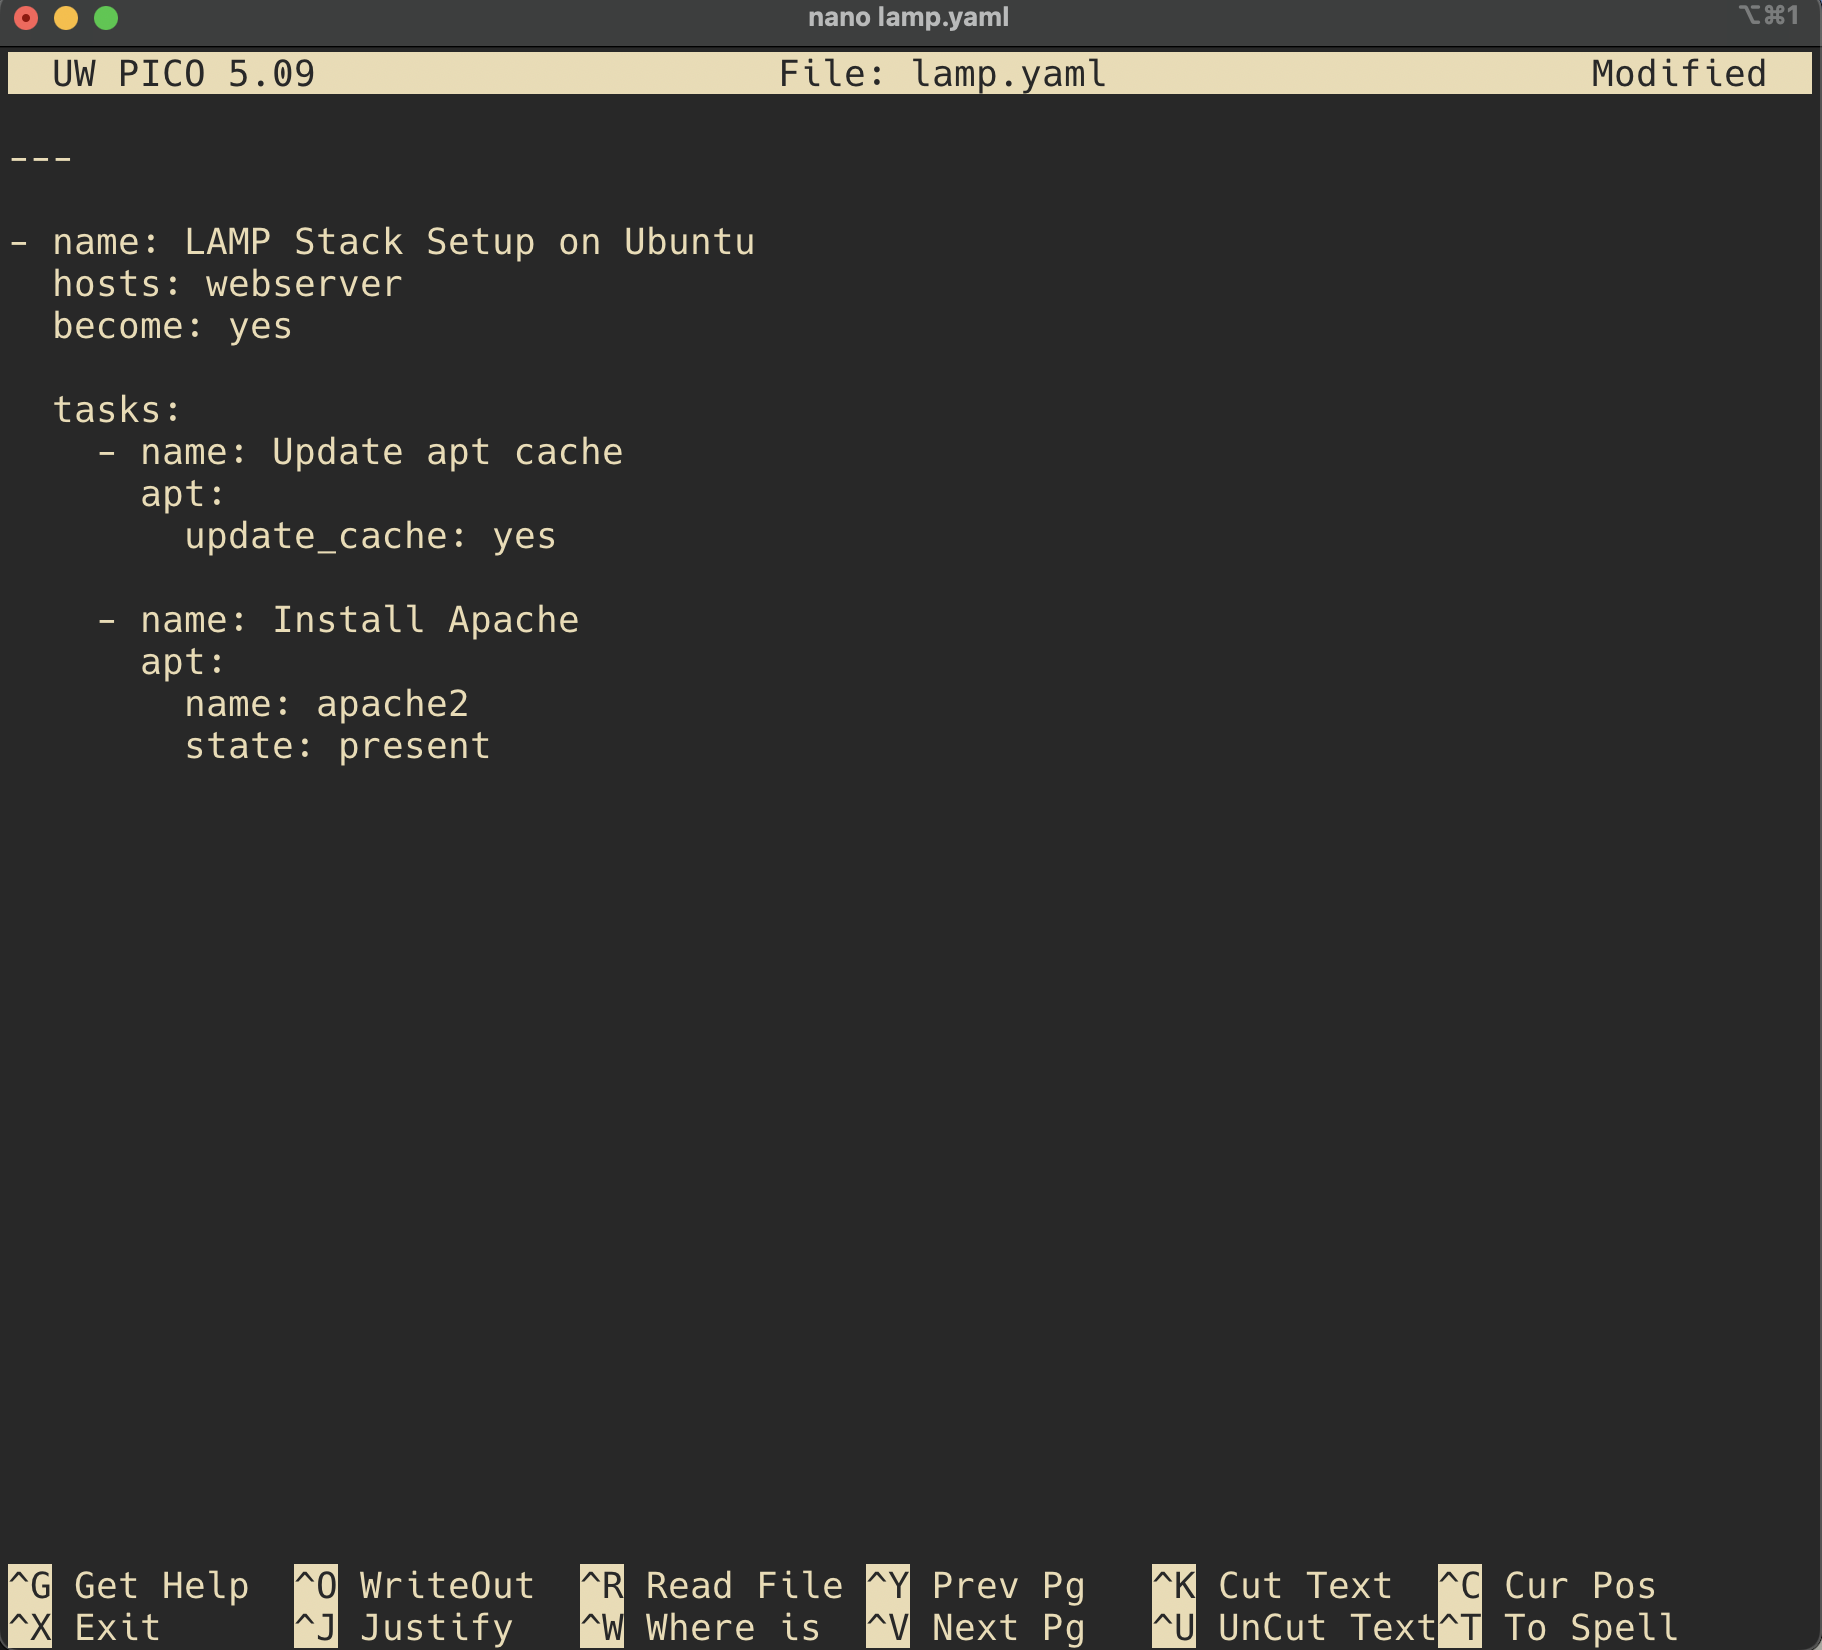 nano lamp.yaml ⌥⌘1
UW PICO 5.09 File: lamp.yaml Modified
---
- name: LAMP Stack Setup on Ubuntu
  hosts: webserver
  become: yes
  tasks:
    - name: Update apt cache
      apt:
        update_cache: yes
    - name: Install Apache
      apt:
        name: apache2
        state: present
^G Get Help ^O WriteOut ^R Read File ^Y Prev Pg ^K Cut Text ^C Cur Pos
^X Exit ^J Justify ^W Where is ^V Next Pg ^U UnCut Text ^T To Spell